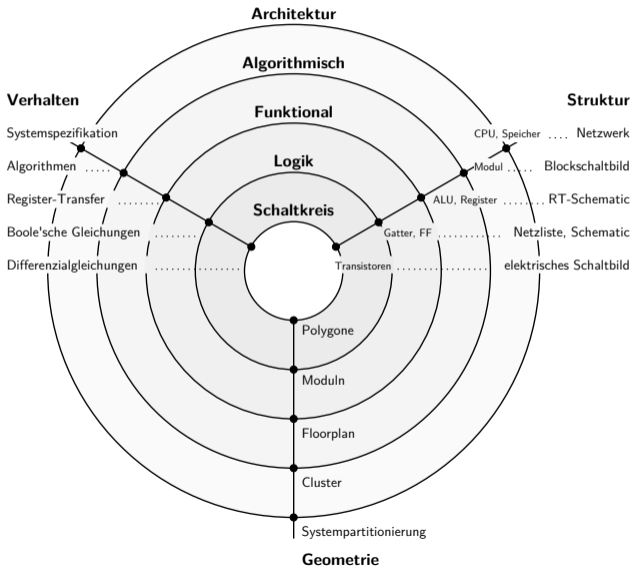 Architektur
Algorithmisch
Verhalten
Struktur
Funktional
Systemspezifikation
CPU, Speicher .... Netzwerk
Logik
Algorithmen .....
Modul ..... Blockschaltbild
Register-Transfer ........
ALU, Register ....... RT-Schematic
Schaltkreis
Boole'sche Gleichungen .........
Gatter, FF ............ Netzliste, Schematic
Differenzialgleichungen .................
Transistoren ................. elektrisches Schaltbild
Polygone
Moduln
Floorplan
Cluster
Systempartitionierung
Geometrie